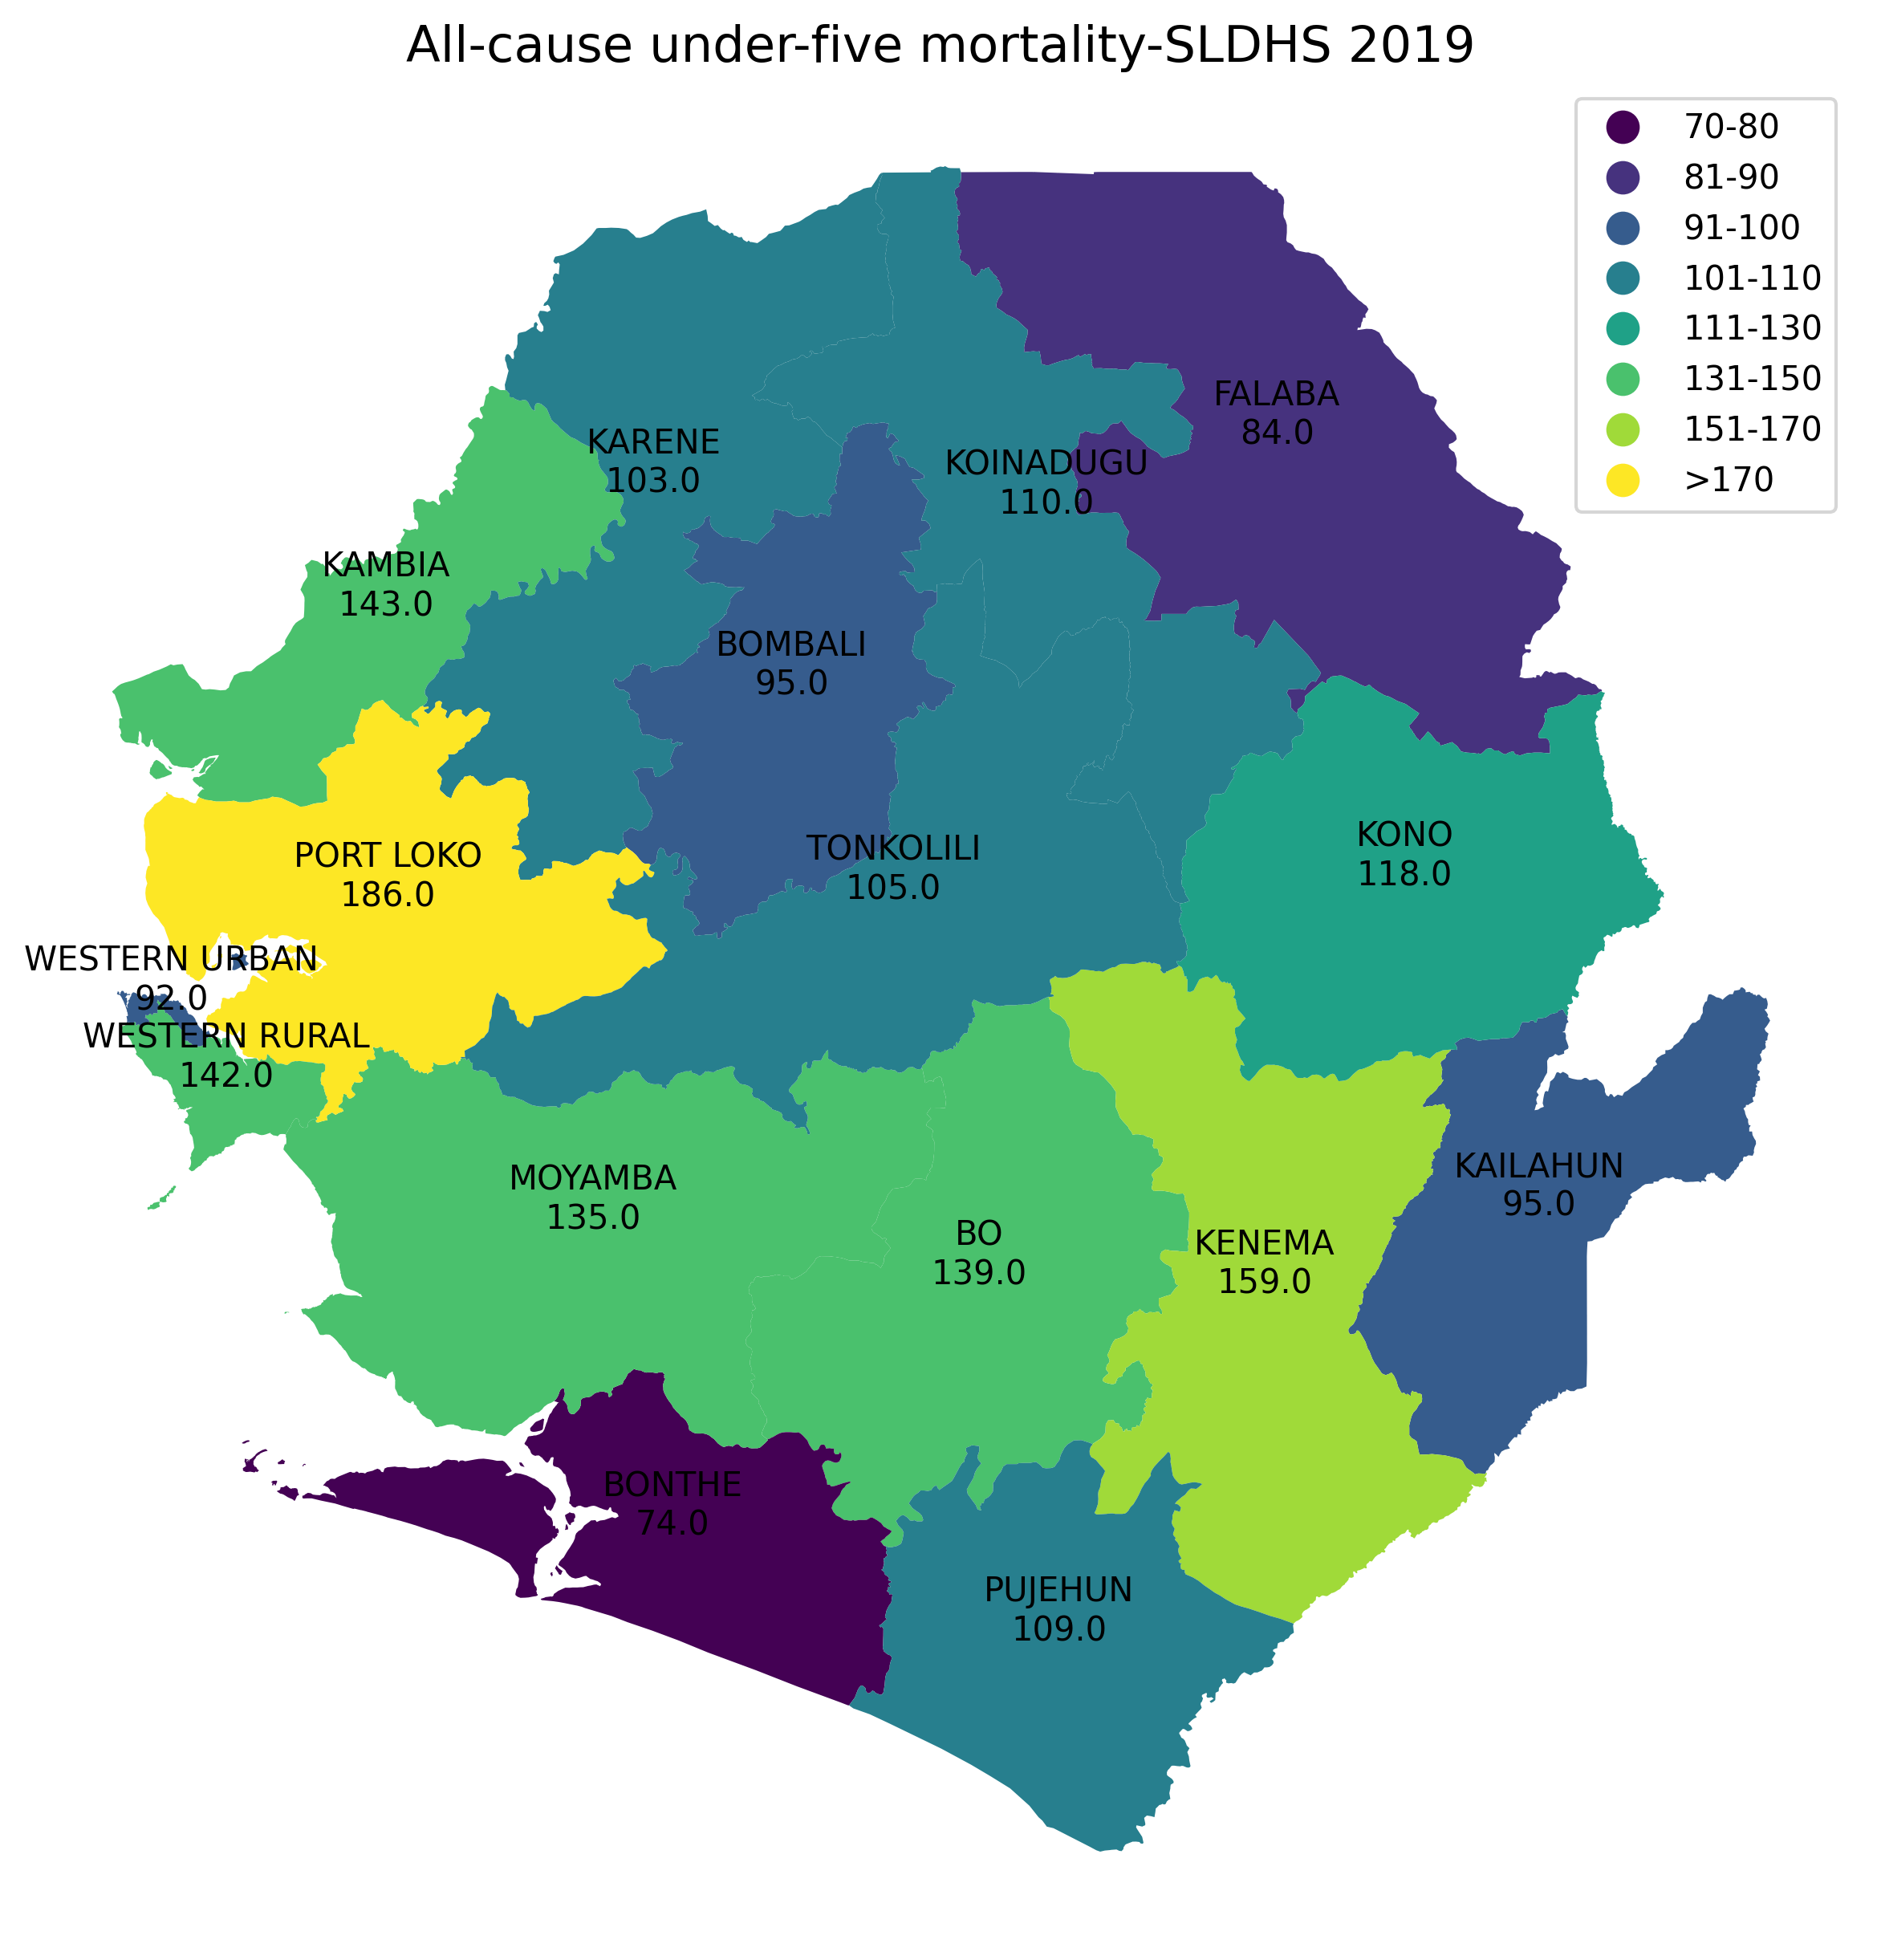 All-cause under-five mortality-SLDHS 2019
70-80
81-90
91-100
101-110
111-130
131-150
151-170
>170
FALABA
84.0
KARENE
103.0
KOINADUGU
110.0
KAMBIA
143.0
BOMBALI
95.0
PORT LOKO
186.0
TONKOLILI
105.0
KONO
118.0
WESTERN URBAN
92.0
WESTERN RURAL
142.0
MOYAMBA
135.0
BO
139.0
KENEMA
159.0
KAILAHUN
95.0
BONTHE
74.0
PUJEHUN
109.0